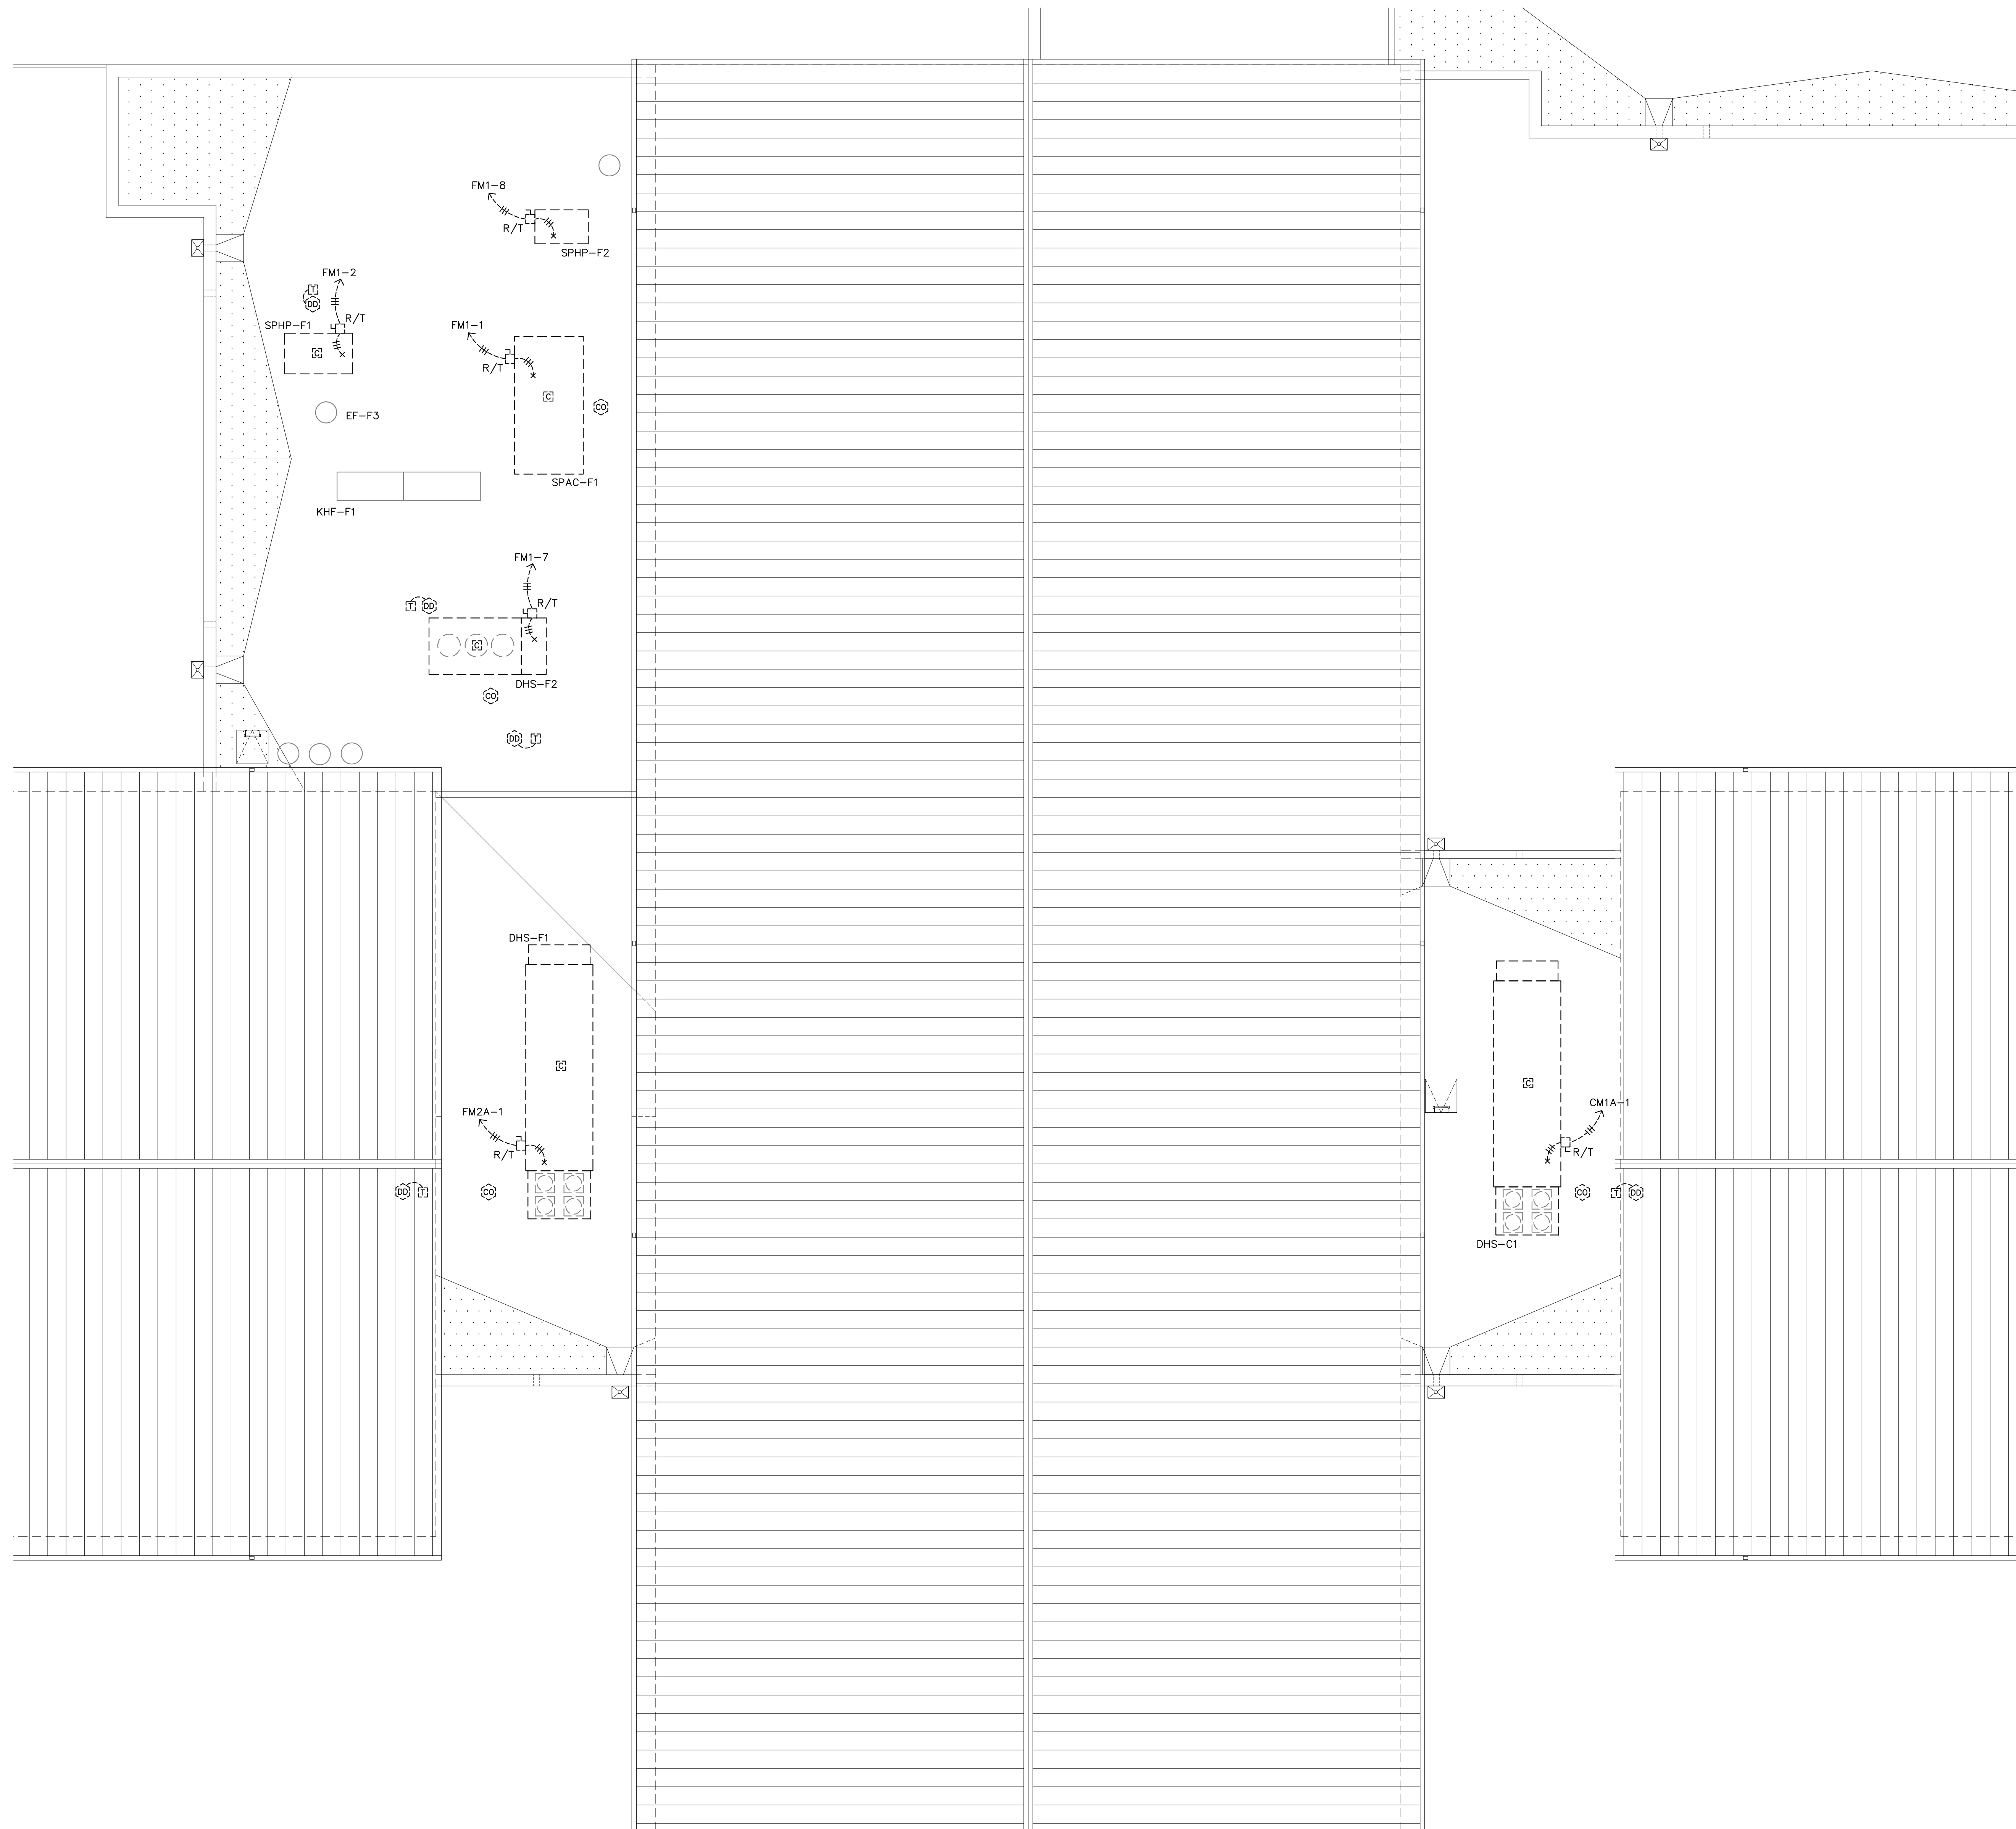 FM1-8
R/T
SPHP-F2
FM1-2
T
DD
R/T
SPHP-F1
C
FM1-1
R/T
C
CO
EF-F3
SPAC-F1
KHF-F1
FM1-7
R/T
T
DD
C
DHS-F2
CO
DD
T
DHS-F1
C
FM2A-1
R/T
DD
T
CO
C
CM1A-1
R/T
CO
T
DD
DHS-C1